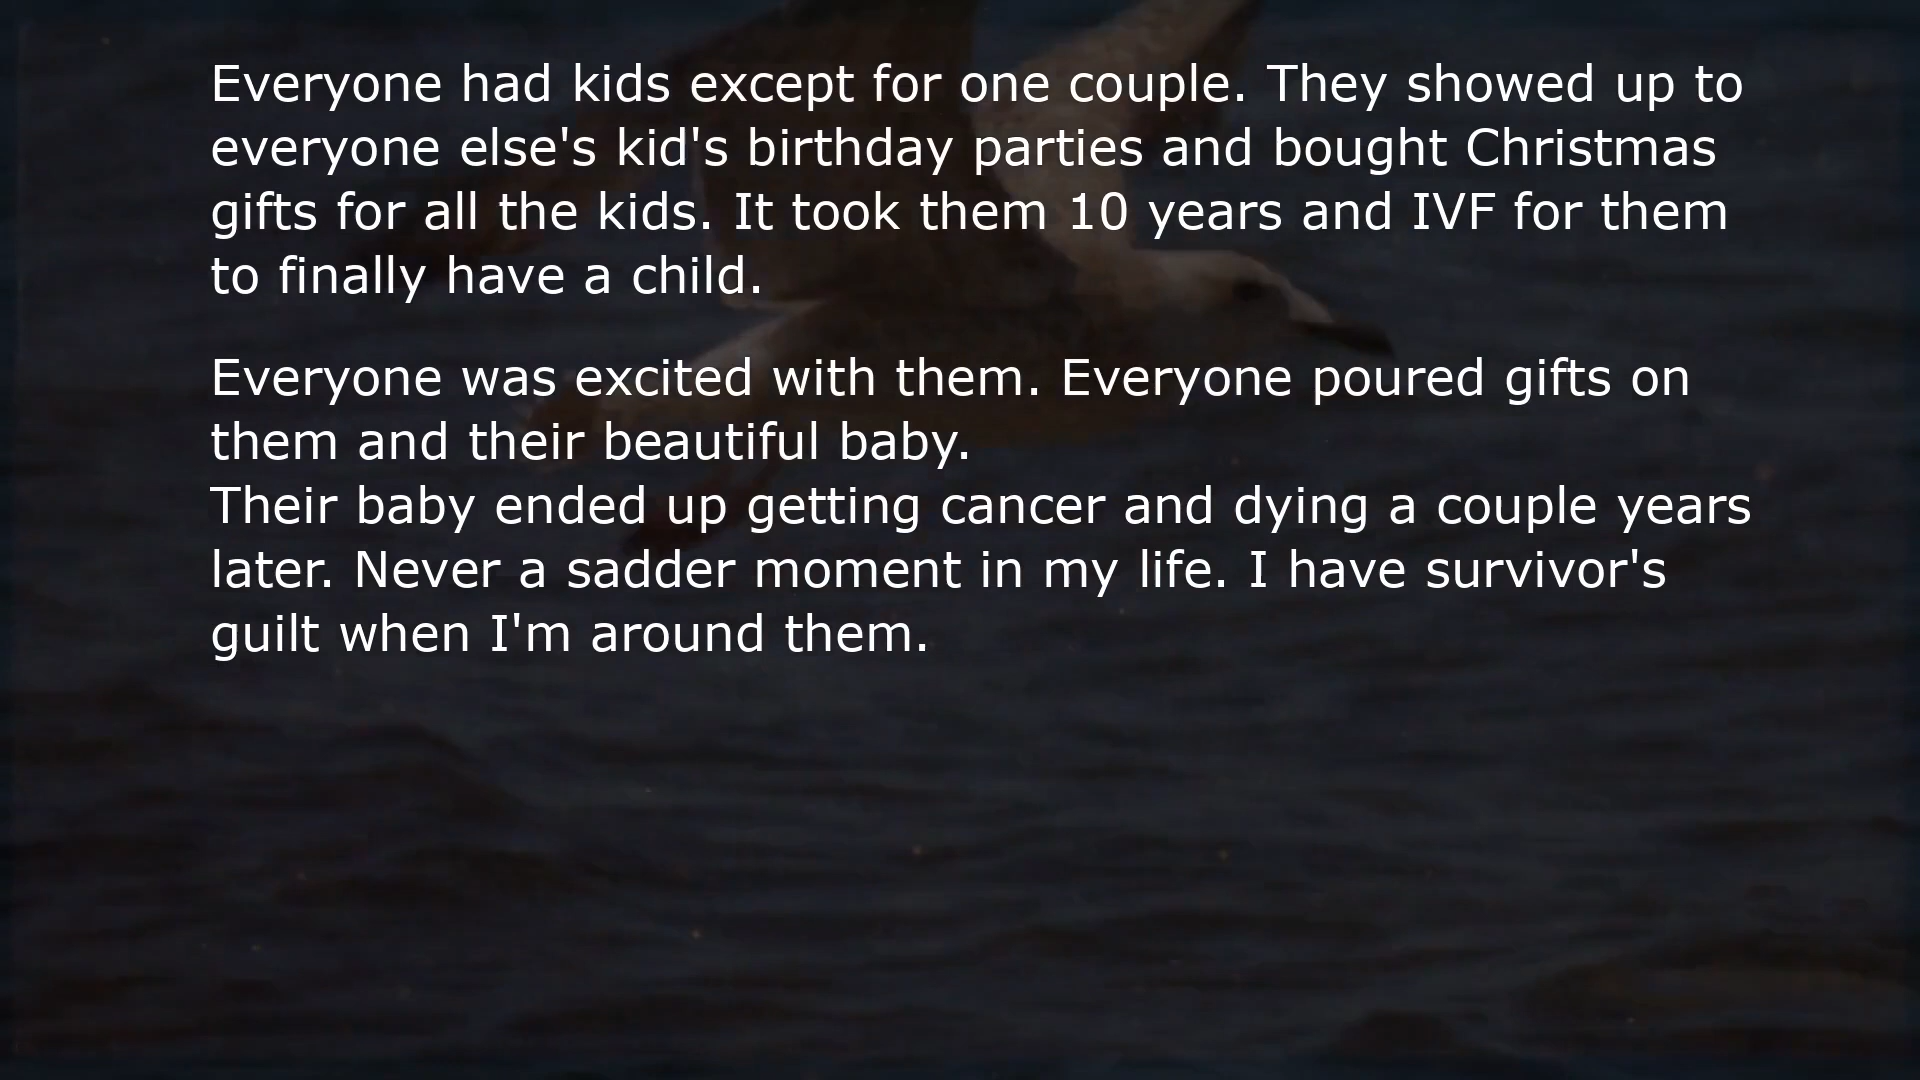 Everyone had kids except for one couple. They showed up to
everyone else's kid's birthday parties and bought Christmas
gifts for all the kids. It took them 10 years and IVF for them
to finally have a child.
Everyone was excited with them. Everyone poured gifts on
them and their beautiful baby.
Their baby ended up getting cancer and dying a couple years
later. Never a sadder moment in my life. I have survivor's
guilt when I'm around them.